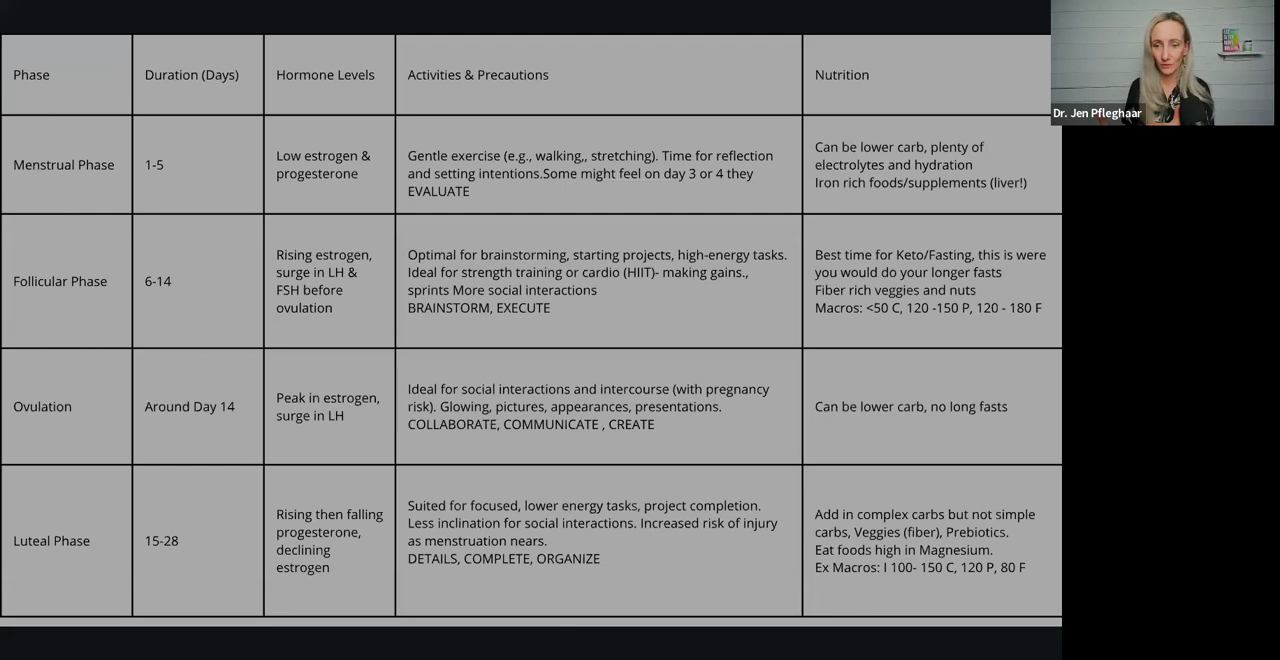 Phase
Duration (Days)
Hormone Levels
Activities & Precautions
Nutrition
Menstrual Phase
1-5
Low estrogen &
progesterone
Gentle exercise (e.g., walking,, stretching). Time for reflection
and setting intentions.Some might feel on day 3 or 4 they
EVALUATE
Can be lower carb, plenty of
electrolytes and hydration
Iron rich foods/supplements (liver!)
Follicular Phase
6-14
Rising estrogen,
surge in LH &
FSH before
ovulation
Optimal for brainstorming, starting projects, high-energy tasks.
Ideal for strength training or cardio (HIIT)- making gains.,
sprints More social interactions
BRAINSTORM, EXECUTE
Best time for Keto/Fasting, this is were
you would do your longer fasts
Fiber rich veggies and nuts
Macros: <50 C, 120 -150 P, 120 - 180 F
Ovulation
Around Day 14
Peak in estrogen,
surge in LH
Ideal for social interactions and intercourse (with pregnancy
risk). Glowing, pictures, appearances, presentations.
COLLABORATE, COMMUNICATE , CREATE
Can be lower carb, no long fasts
Luteal Phase
15-28
Rising then falling
progesterone,
declining
estrogen
Suited for focused, lower energy tasks, project completion.
Less inclination for social interactions. Increased risk of injury
as menstruation nears.
DETAILS, COMPLETE, ORGANIZE
Add in complex carbs but not simple
carbs, Veggies (fiber), Prebiotics.
Eat foods high in Magnesium.
Ex Macros: I 100- 150 C, 120 P, 80 F
Dr. Jen Pfleghaar